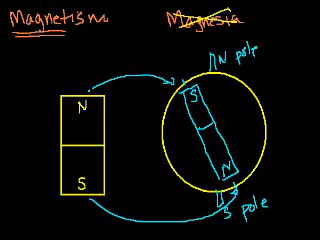 Magnetism
Magnesia
N pole
N
S
S
N
S pole